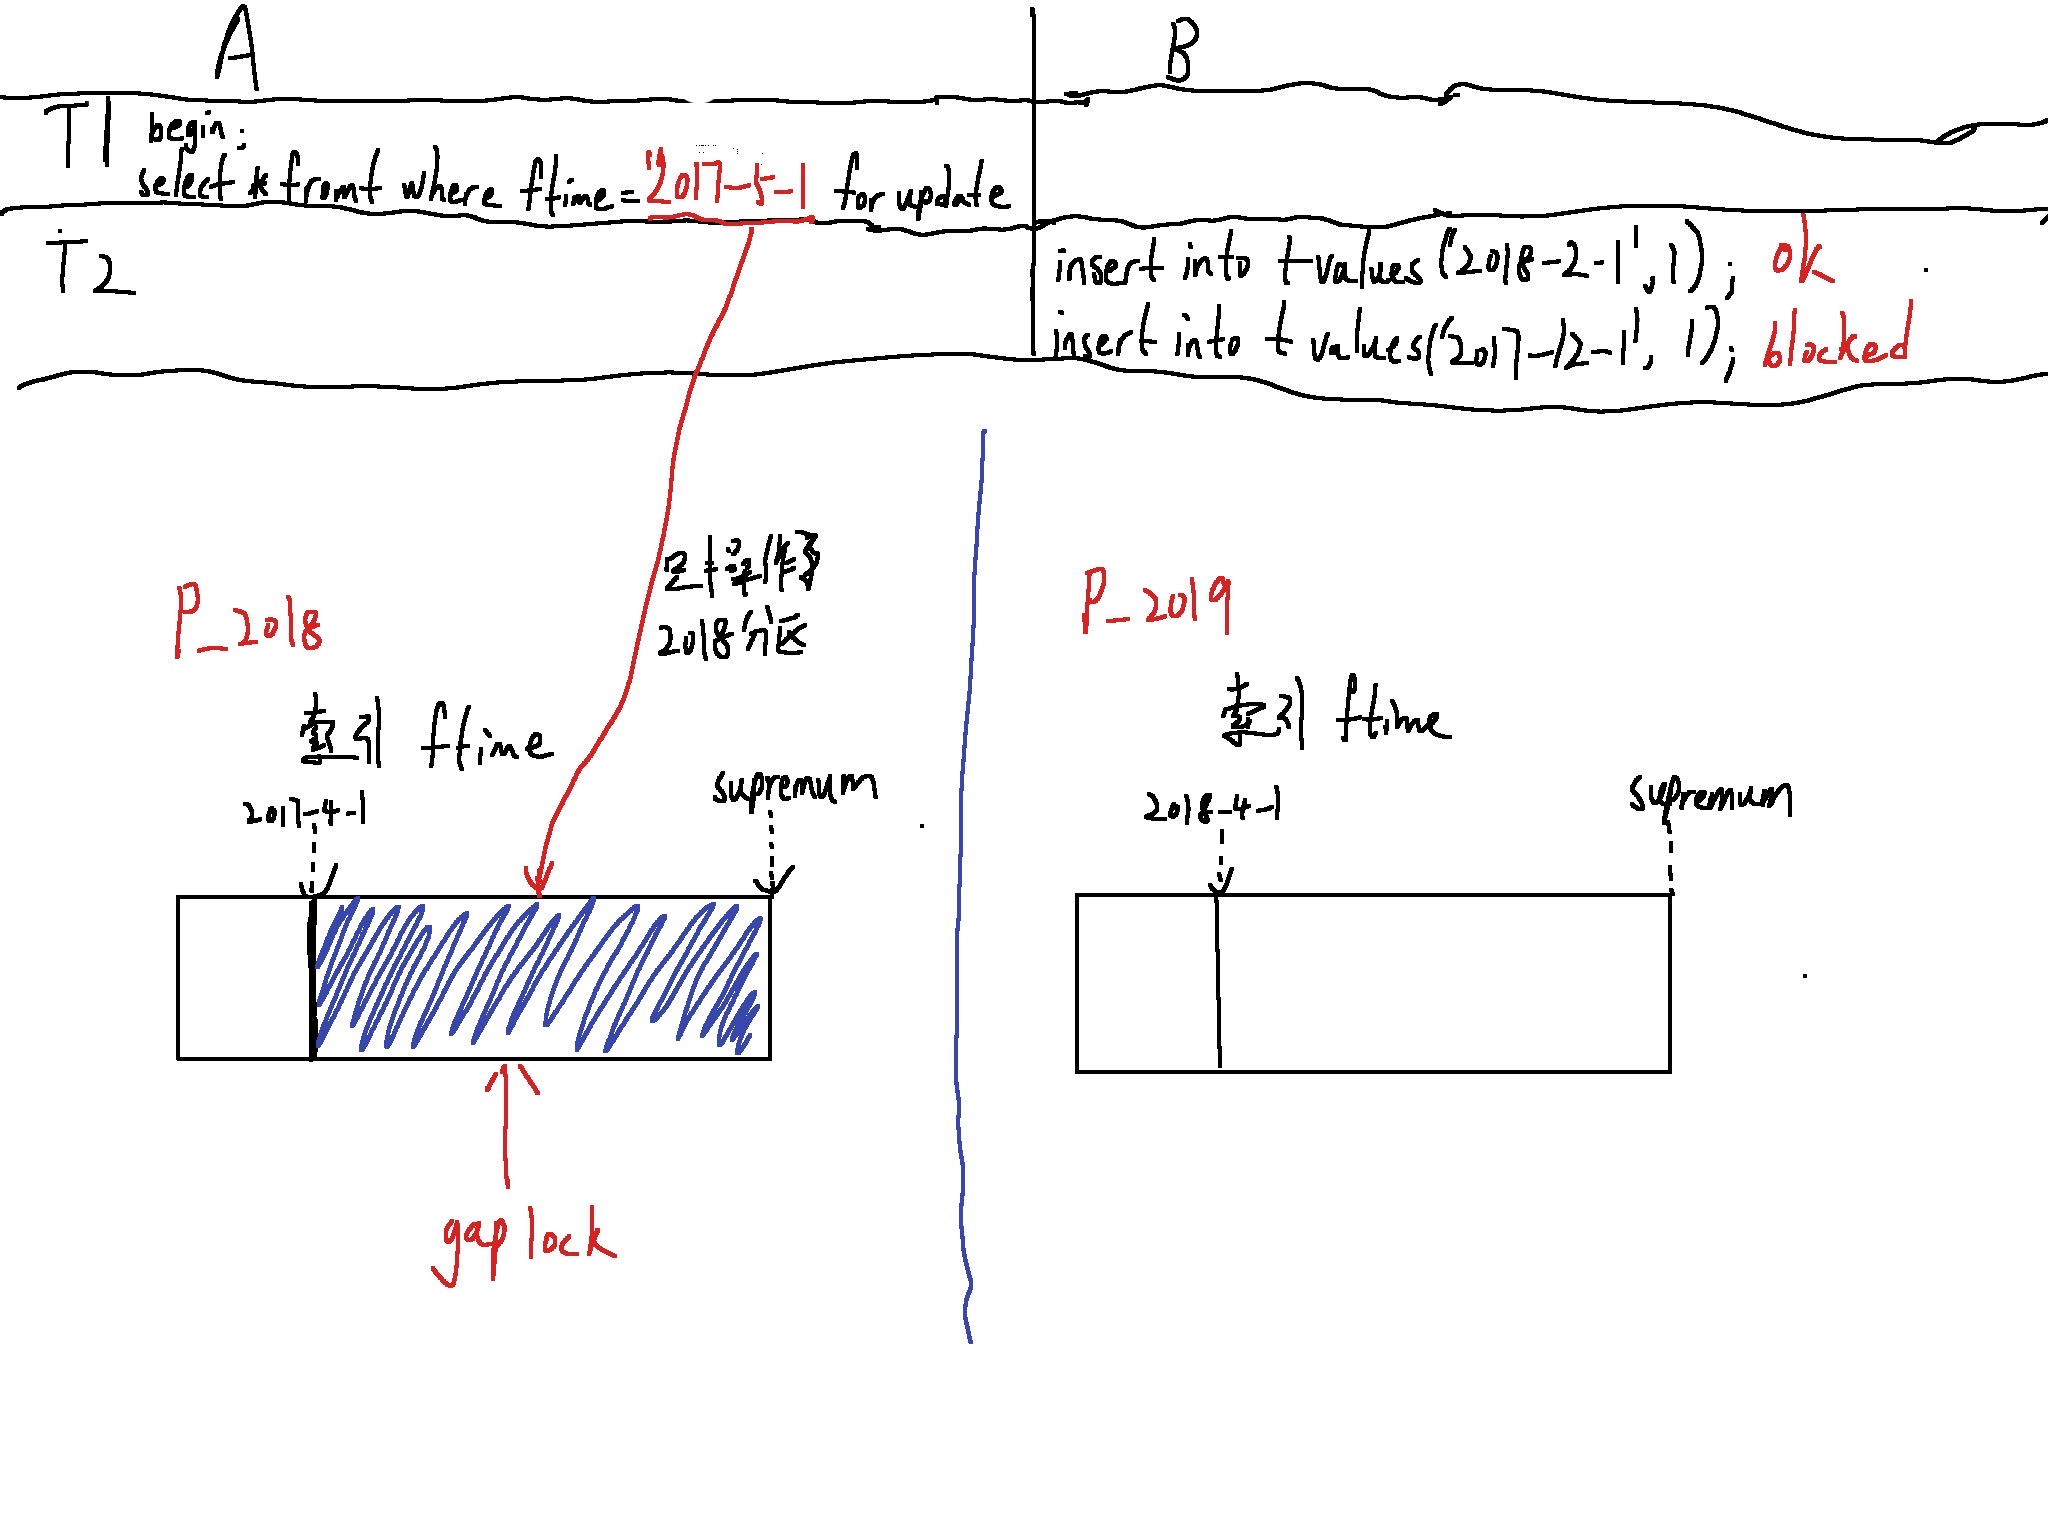 A
B
T1 begin;
select * from t where ftime='2017-5-1 for update
T2
insert into t values('2018-2-1',1); ok
insert into t values('2017-12-1', 1); blocked
只操作
2018分区
P_2018
P_2019
索引 ftime
索引 ftime
2017-4-1
supremum
2018-4-1
supremum
gap lock